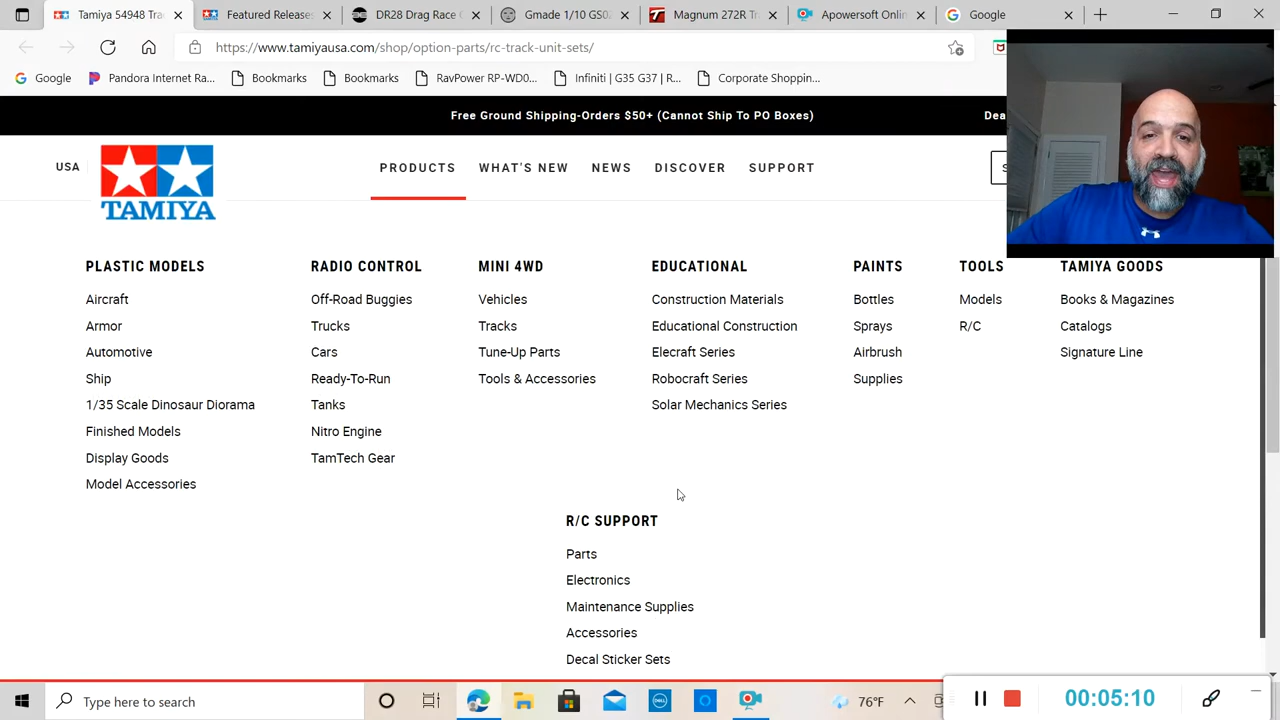 Tamiya 54948 Tra
Featured Releases
DR28 Drag Race C
Gmade 1/10 GS02
Magnum 272R Tra
Apowersoft Onlin
Google
https://www.tamiyausa.com/shop/option-parts/rc-track-unit-sets/
Google
Pandora Internet Ra...
Bookmarks
Bookmarks
RavPower RP-WD0...
Infiniti | G35 G37 | R...
Corporate Shoppin...
Free Ground Shipping-Orders $50+ (Cannot Ship To PO Boxes)
Dea
USA
TAMIYA
PRODUCTS
WHAT'S NEW
NEWS
DISCOVER
SUPPORT
PLASTIC MODELS
Aircraft
Armor
Automotive
Ship
1/35 Scale Dinosaur Diorama
Finished Models
Display Goods
Model Accessories
RADIO CONTROL
Off-Road Buggies
Trucks
Cars
Ready-To-Run
Tanks
Nitro Engine
TamTech Gear
MINI 4WD
Vehicles
Tracks
Tune-Up Parts
Tools & Accessories
EDUCATIONAL
Construction Materials
Educational Construction
Elecraft Series
Robocraft Series
Solar Mechanics Series
PAINTS
Bottles
Sprays
Airbrush
Supplies
TOOLS
Models
R/C
TAMIYA GOODS
Books & Magazines
Catalogs
Signature Line
R/C SUPPORT
Parts
Electronics
Maintenance Supplies
Accessories
Decal Sticker Sets
Type here to search
DELL
76°F
00:05:10